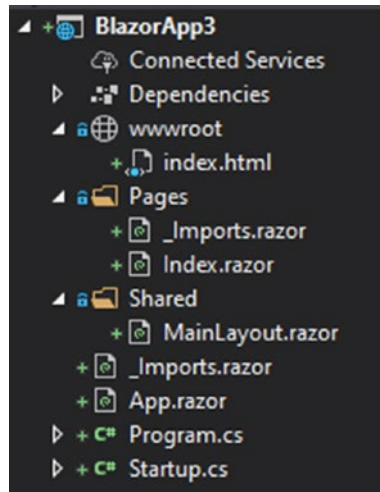 BlazorApp3
Connected Services
Dependencies
wwwroot
index.html
Pages
_Imports.razor
Index.razor
Shared
MainLayout.razor
_Imports.razor
App.razor
C# Program.cs
C# Startup.cs